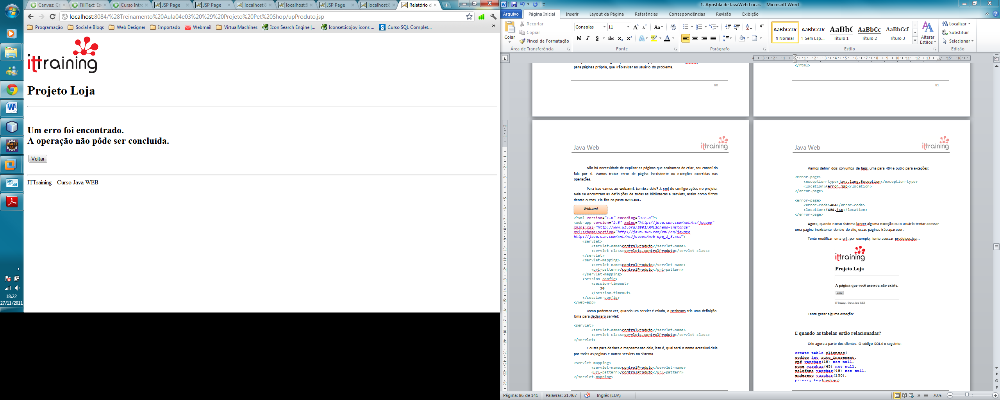 Canvas: Cr
FillText: Es
Curso Intro
JSP Page
JSP Page
localhost:8
localhost:8
JSP Page
localhost:8
Relatório d
localhost:8084/%28Treinamento%20Aula04e03%20%29%20Projeto%20Pet%20Shop/upProduto.jsp
Programação
Social e Blogs
Web Designer
Importado
Webmail
VirtualMachines
Icon Search Engine |...
Iconset:icojoy icons ...
Curso SQL Complet...
»
ittraining
Projeto Loja
Um erro foi encontrado.
A operação não pôde ser concluída.
Voltar
ITTraining - Curso Java WEB
Java EE
IDE
18:22
27/11/2011
1. Apostila de JavaWeb Lucas - Microsoft Word
Arquivo
Página Inicial
Inserir
Layout da Página
Referências
Correspondências
Revisão
Exibição
Colar
Recortar
Copiar
Pincel de Formatação
Área de Transferência
Consolas
11
N I S abc x₂ x²
Fonte
Parágrafo
AaBbCcDc
¶ Normal
AaBbCcDc
¶ Sem Esp...
AaBbC
Título 1
AaBbCc
Título 2
AaBbCcI
Título 3
Alterar
Estilos
Estilo
Localizar
Substituir
Selecionar
Edição
para páginas própria, que irão avisar ao usuário do problema.
80
</html>
81
Java Web
ittraining
Não há necessidade de explicar as páginas que acabamos de criar, seu conteúdo
fala por si. Vamos tratar erros de página inexistente ou exceções ocorridas nas
operações.
Para isso vamos ao web.xml. Lembra dele? A xml de configurações no projeto.
Nela se encontram as definições de todas as bibliotecas e servlets, assim como filtros
dentre outros. Ela fica na pasta WEB-INF.
Web.xml
<?xml version="1.0" encoding="UTF-8"?>
<web-app version="2.5" xmlns="http://java.sun.com/xml/ns/javaee"
xmlns:xsi="http://www.w3.org/2001/XMLSchema-instance"
xsi:schemaLocation="http://java.sun.com/xml/ns/javaee
http://java.sun.com/xml/ns/javaee/web-app_2_5.xsd">
<servlet>
<servlet-name>controlProduto</servlet-name>
<servlet-class>servlets.controlProduto</servlet-class>
</servlet>
<servlet-mapping>
<servlet-name>controlProduto</servlet-name>
<url-pattern>/controlProduto</url-pattern>
</servlet-mapping>
<session-config>
<session-timeout>
30
</session-timeout>
</session-config>
</web-app>
Como podemos ver, quando um servlet é criado, o Netbeans cria uma definição.
Uma para declararo servlet:
<servlet>
<servlet-name>controlProduto</servlet-name>
<servlet-class>servlets.controlProduto</servlet-class>
</servlet>
E outra para declara o mapeamento dele, isto é, qual será o nome acessível dele
por todas as paginas e outros servlets no sistema.
<servlet-mapping>
<servlet-name>controlProduto</servlet-name>
<url-pattern>/controlProduto</url-pattern>
</servlet-mapping>
Java Web
ittraining
Vamos definir dois conjuntos de tags, uma para 404 e outro para exceções:
<error-page>
<exception-type>java.lang.Exception</exception-type>
<location>/error.jsp</location>
</error-page>
<error-page>
<error-code>404</error-code>
<location>/404.jsp</location>
</error-page>
Agora, quando nosso sistema lançar alguma exceção ou o usuário tentar acessar
uma página inexistente dentro do site, essas páginas irão aparecer.
Tente modificar uma url, por exemplo, tente acessar produtoes.jsp...
ittraining
Projeto Loja
A página que você acessou não existe.
Voltar
ITTraining - Curso Java WEB
Tente gerar alguma exceção:
E quando as tabelas estão relacionadas?
Crie agora a parte dos clientes. O código SQL é o seguinte:
create table clientes(
codigo int auto_increment,
cpf varchar(15) not null,
nome varchar(45) not null,
telefone varchar(45) not null,
endereco varchar(150),
primary key(codigo)
Página: 86 de 141
Palavras: 21.467
Inglês (EUA)
70%